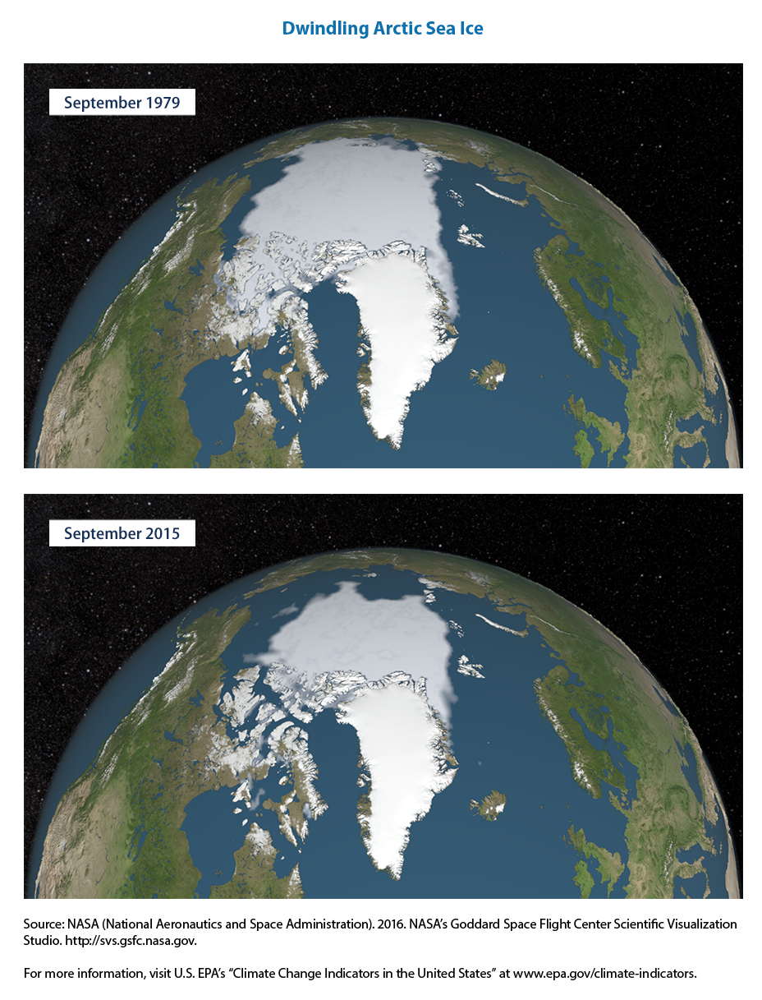 Dwindling Arctic Sea Ice
September 1979
September 2015
Source: NASA (National Aeronautics and Space Administration). 2016. NASA’s Goddard Space Flight Center Scientific Visualization
Studio. http://svs.gsfc.nasa.gov.
For more information, visit U.S. EPA’s “Climate Change Indicators in the United States” at www.epa.gov/climate-indicators.